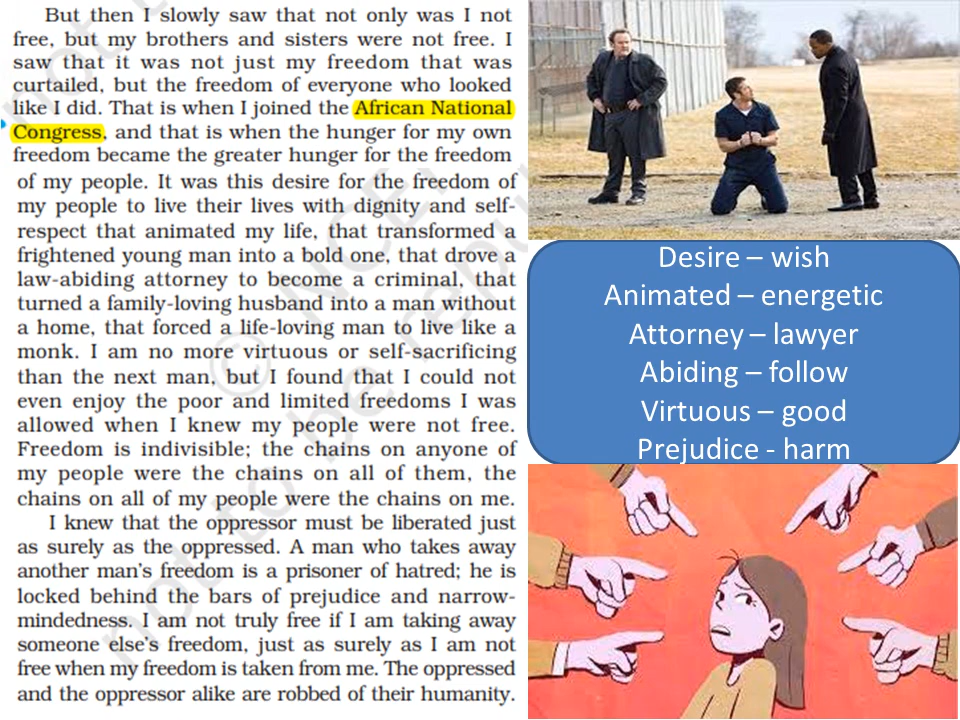 But then I slowly saw that not only was I not
free, but my brothers and sisters were not free. I
saw that it was not just my freedom that was
curtailed, but the freedom of everyone who looked
like I did. That is when I joined the African National
Congress, and that is when the hunger for my own
freedom became the greater hunger for the freedom
of my people. It was this desire for the freedom of
my people to live their lives with dignity and self-
respect that animated my life, that transformed a
frightened young man into a bold one, that drove a
law-abiding attorney to become a criminal, that
turned a family-loving husband into a man without
a home, that forced a life-loving man to live like a
monk. I am no more virtuous or self-sacrificing
than the next man, but I found that I could not
even enjoy the poor and limited freedoms I was
allowed when I knew my people were not free.
Freedom is indivisible; the chains on anyone of
my people were the chains on all of them, the
chains on all of my people were the chains on me.
I knew that the oppressor must be liberated just
as surely as the oppressed. A man who takes away
another man's freedom is a prisoner of hatred; he is
locked behind the bars of prejudice and narrow-
mindedness. I am not truly free if I am taking away
someone else's freedom, just as surely as I am not
free when my freedom is taken from me. The oppressed
and the oppressor alike are robbed of their humanity.
Desire – wish
Animated – energetic
Attorney – lawyer
Abiding – follow
Virtuous – good
Prejudice - harm